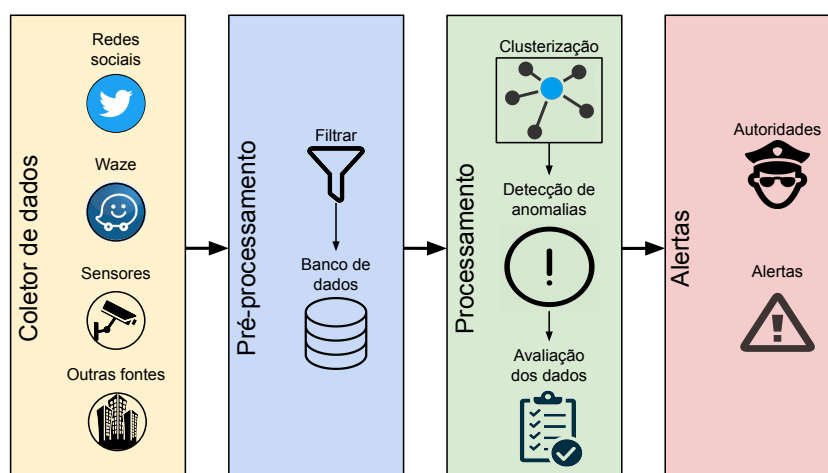 Coletor de dados
Redes
sociais
Waze
Sensores
Outras fontes
Pré-processamento
Filtrar
Banco de
dados
Processamento
Clusterização
Detecção de
anomalias
Avaliação
dos dados
Alertas
Autoridades
Alertas